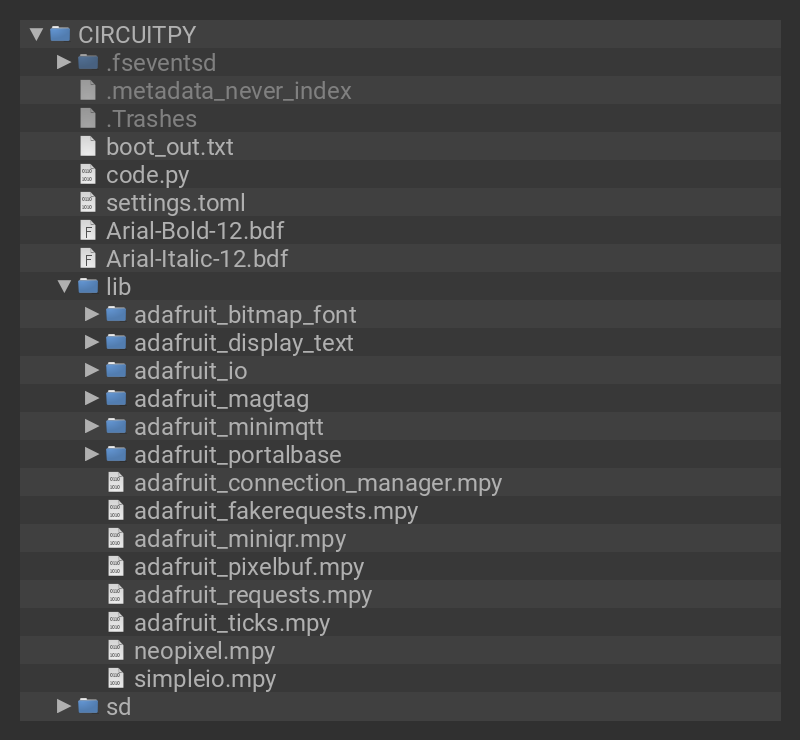 CIRCUITPY
.fseventsd
.metadata_never_index
.Trashes
boot_out.txt
code.py
settings.toml
Arial-Bold-12.bdf
Arial-Italic-12.bdf
lib
adafruit_bitmap_font
adafruit_display_text
adafruit_io
adafruit_magtag
adafruit_minimqtt
adafruit_portalbase
adafruit_connection_manager.mpy
adafruit_fakerequests.mpy
adafruit_miniqr.mpy
adafruit_pixelbuf.mpy
adafruit_requests.mpy
adafruit_ticks.mpy
neopixel.mpy
simpleio.mpy
sd